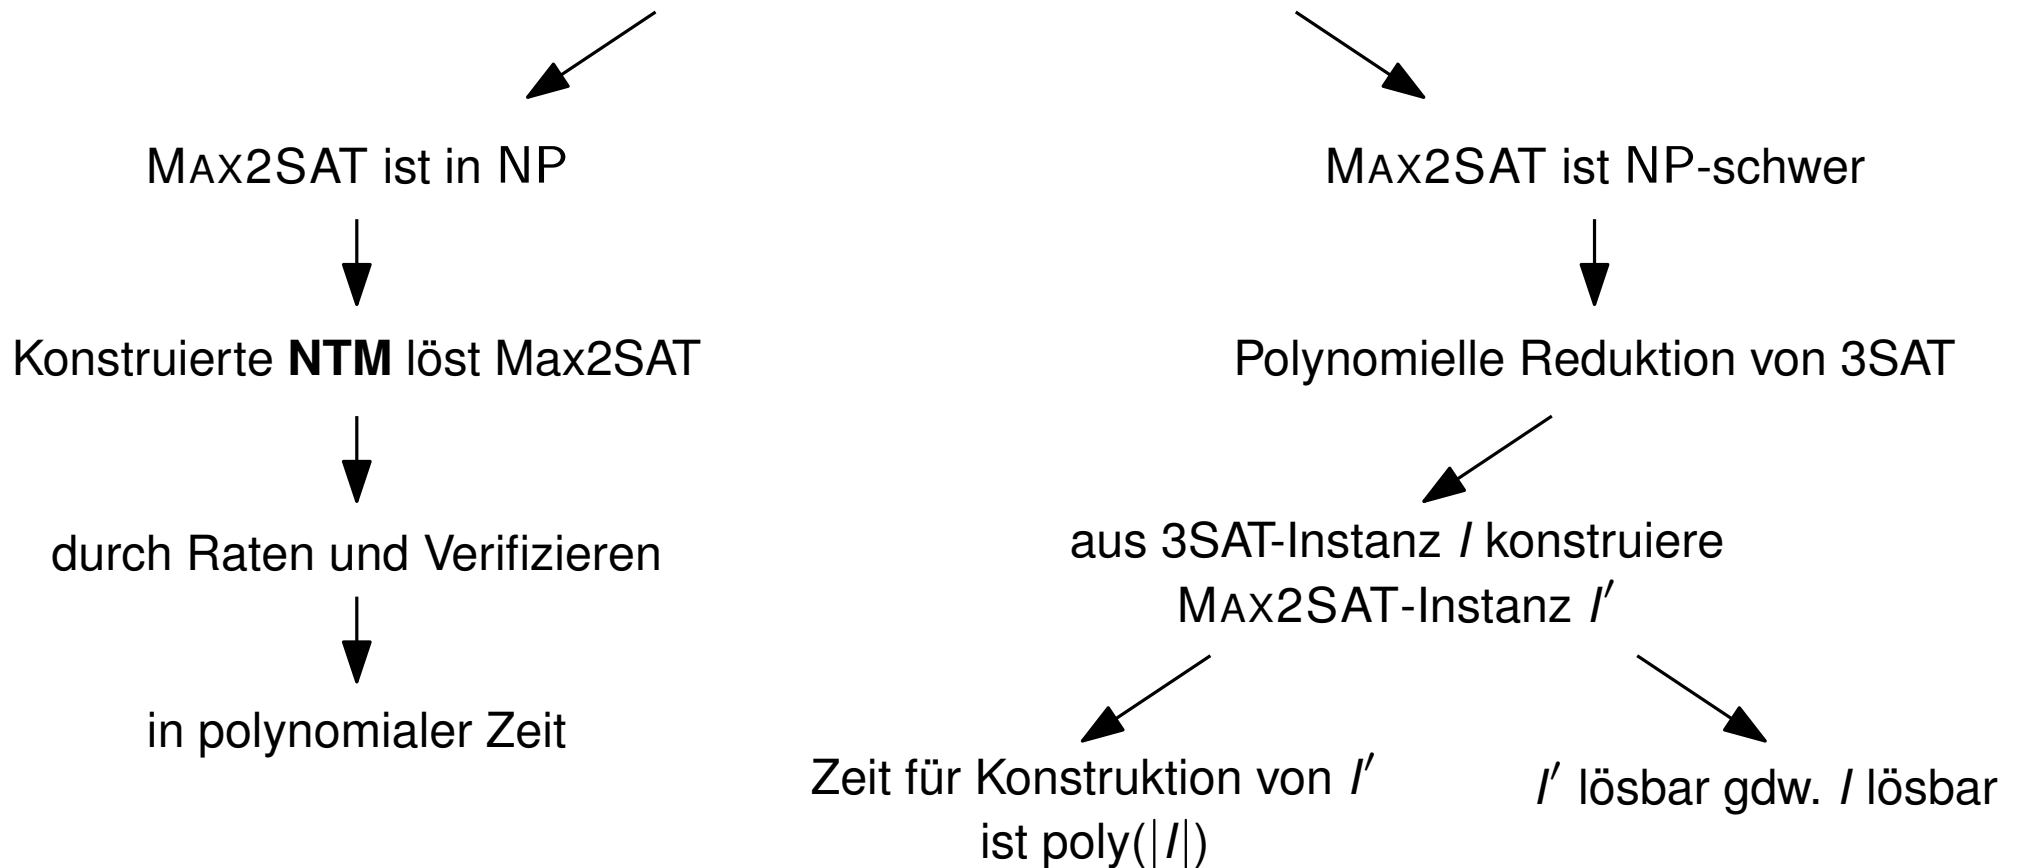 MAX2SAT ist in NP
MAX2SAT ist NP-schwer
Konstruierte NTM löst Max2SAT
Polynomielle Reduktion von 3SAT
durch Raten und Verifizieren
aus 3SAT-Instanz I konstruiere
MAX2SAT-Instanz I′
in polynomialer Zeit
Zeit für Konstruktion von I′
ist poly(|I|)
I′ lösbar gdw. I lösbar